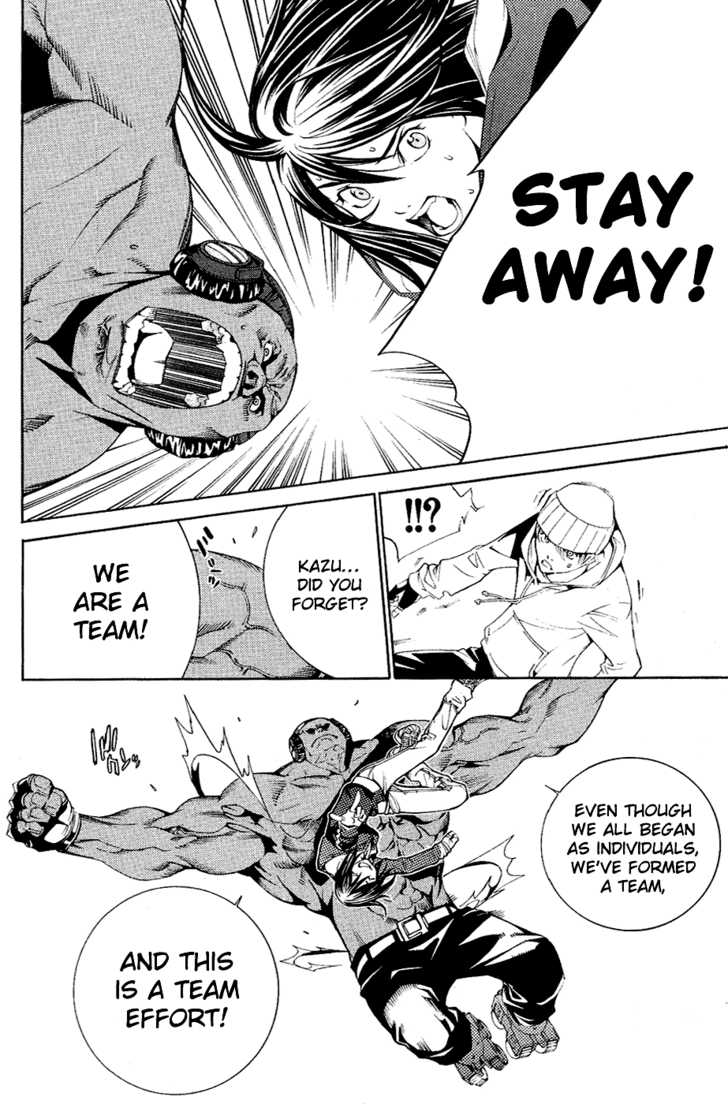 STAY
AWAY!
!!?
KAZU...
DID YOU
FORGET?
WE
ARE A
TEAM!
EVEN THOUGH
WE ALL BEGAN
AS INDIVIDUALS,
WE'VE FORMED
A TEAM,
AND THIS
IS A TEAM
EFFORT!